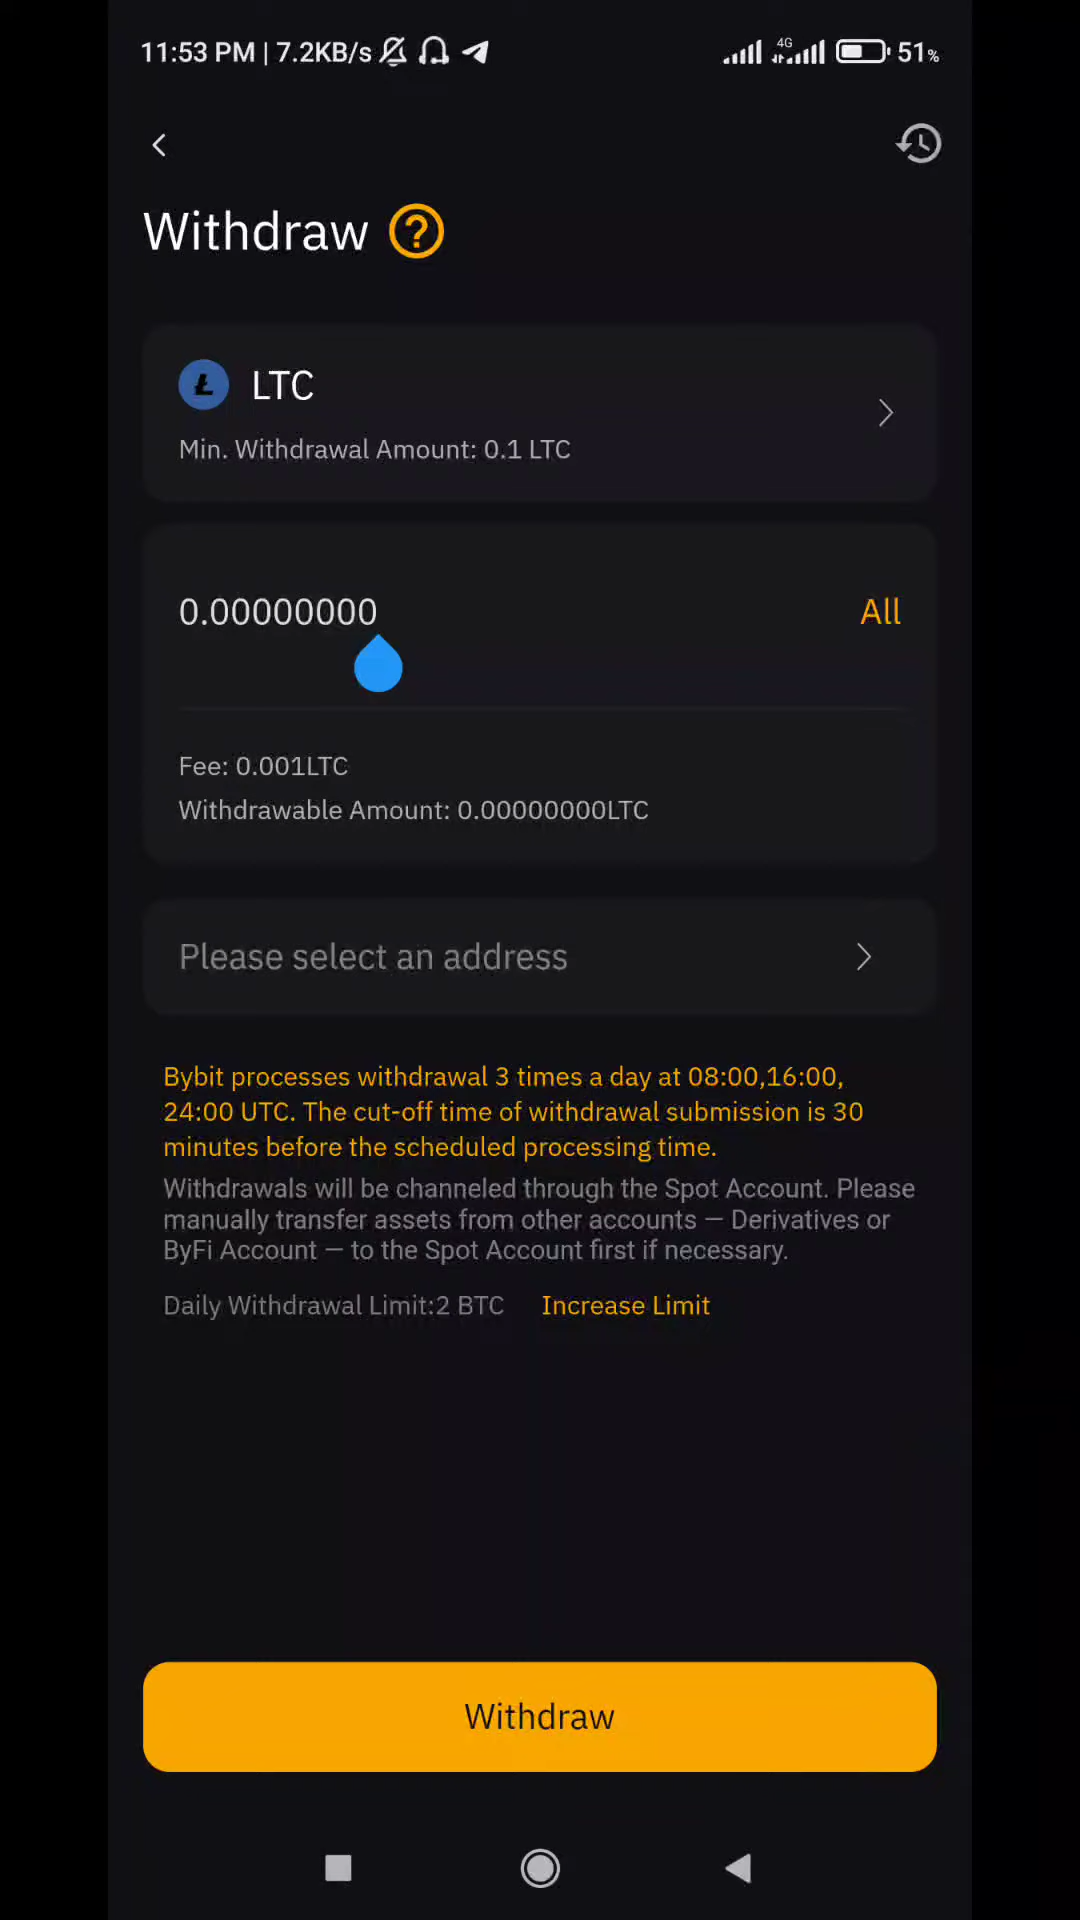 11:53 PM | 7.2KB/s 4G 51%
Withdraw ?
Ł LTC
Min. Withdrawal Amount: 0.1 LTC
0.00000000 All
Fee: 0.001LTC
Withdrawable Amount: 0.00000000LTC
Please select an address
Bybit processes withdrawal 3 times a day at 08:00,16:00,
24:00 UTC. The cut-off time of withdrawal submission is 30
minutes before the scheduled processing time.
Withdrawals will be channeled through the Spot Account. Please
manually transfer assets from other accounts — Derivatives or
ByFi Account — to the Spot Account first if necessary.
Daily Withdrawal Limit:2 BTC Increase Limit
Withdraw